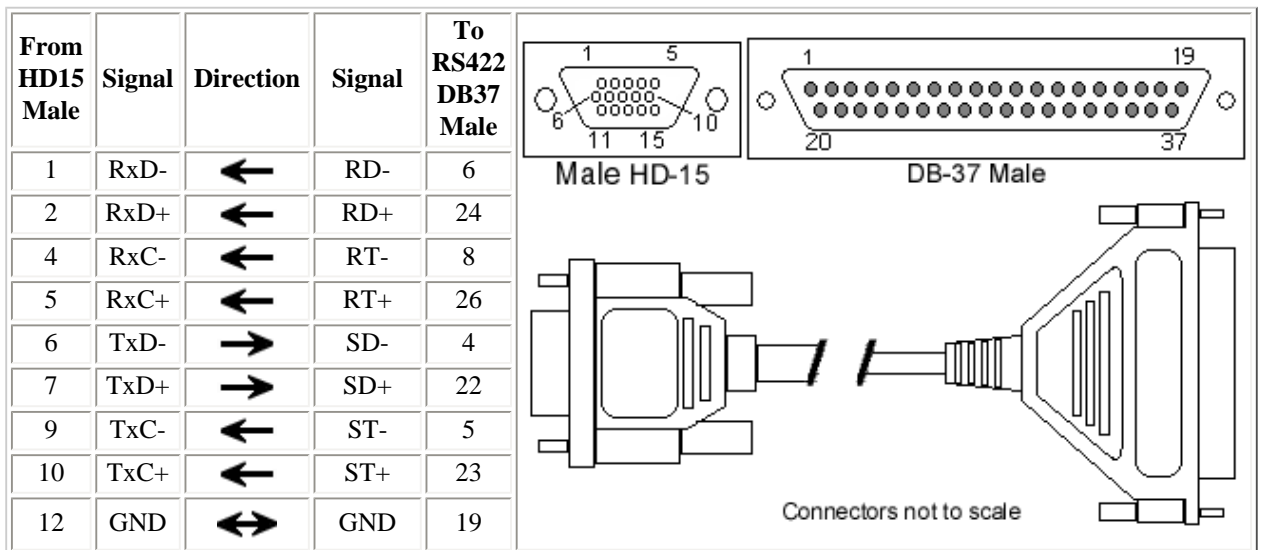 From HD15 Male Signal Direction Signal To RS422 DB37 Male
1 RxD- RD- 6
2 RxD+ RD+ 24
4 RxC- RT- 8
5 RxC+ RT+ 26
6 TxD- SD- 4
7 TxD+ SD+ 22
9 TxC- ST- 5
10 TxC+ ST+ 23
12 GND GND 19
1 5
6 10
11 15
Male HD-15
1 19
20 37
DB-37 Male
Connectors not to scale